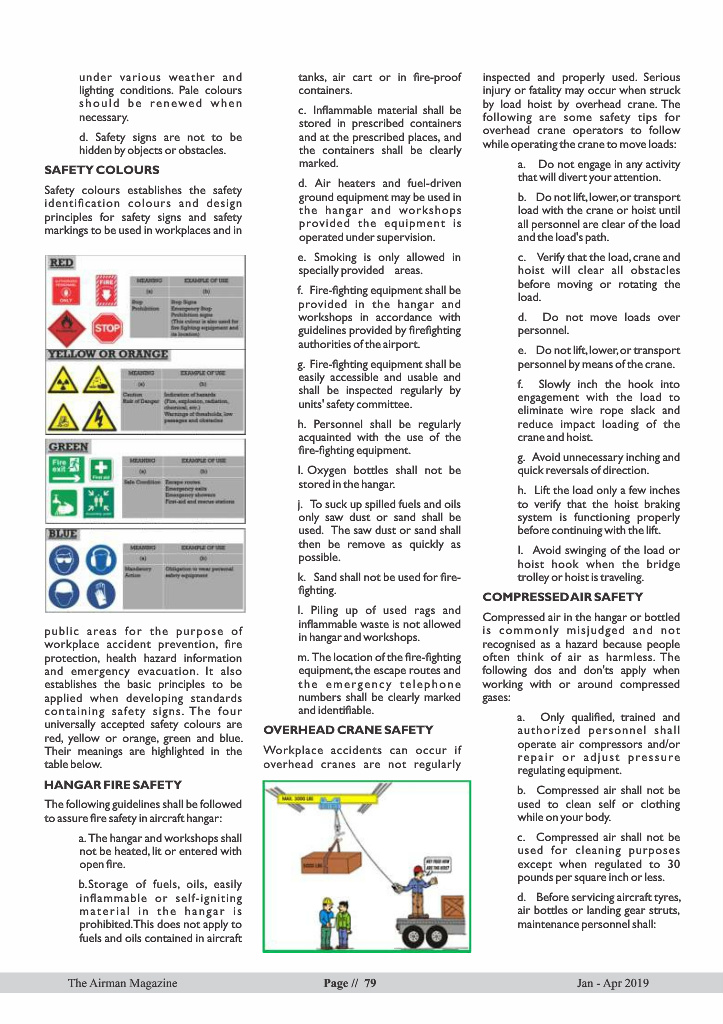 under various weather and
lighting conditions. Pale colours
should be renewed when
necessary.
d. Safety signs are not to be
hidden by objects or obstacles.
SAFETY COLOURS
Safety colours establishes the safety
identification colours and design
principles for safety signs and safety
markings to be used in workplaces and in
RED
ONLY
FIRE
STOP
MEANING
EXAMPLE OF USE
(a)
(b)
Stop
Prohibition
Stop Signs
Emergency Stop
Prohibition signs
(This colour is also used for
fire fighting equipment and
its location)
YELLOW OR ORANGE
MEANING
EXAMPLE OF USE
(a)
(b)
Caution
Risk of Danger
Indication of hazards
(Fire, explosion, radiation,
chemical, etc.)
Warnings of thresholds, low
passages and obstacles
GREEN
Fire
exit
First aid
MEANING
EXAMPLE OF USE
(a)
(b)
Safe Condition
Escape routes
Emergency exits
Emergency showers
First-aid and rescue stations
BLUE
MEANING
EXAMPLE OF USE
(a)
(b)
Mandatory
Action
Obligation to wear personal
safety equipment
public areas for the purpose of
workplace accident prevention, fire
protection, health hazard information
and emergency evacuation. It also
establishes the basic principles to be
applied when developing standards
containing safety signs. The four
universally accepted safety colours are
red, yellow or orange, green and blue.
Their meanings are highlighted in the
table below.
HANGAR FIRE SAFETY
The following guidelines shall be followed
to assure fire safety in aircraft hangar:
a. The hangar and workshops shall
not be heated, lit or entered with
open fire.
b.Storage of fuels, oils, easily
inflammable or self-igniting
material in the hangar is
prohibited.This does not apply to
fuels and oils contained in aircraft
tanks, air cart or in fire-proof
containers.
c. Inflammable material shall be
stored in prescribed containers
and at the prescribed places, and
the containers shall be clearly
marked.
d. Air heaters and fuel-driven
ground equipment may be used in
the hangar and workshops
provided the equipment is
operated under supervision.
e. Smoking is only allowed in
specially provided areas.
f. Fire-fighting equipment shall be
provided in the hangar and
workshops in accordance with
guidelines provided by firefighting
authorities of the airport.
g. Fire-fighting equipment shall be
easily accessible and usable and
shall be inspected regularly by
units' safety committee.
h. Personnel shall be regularly
acquainted with the use of the
fire-fighting equipment.
I. Oxygen bottles shall not be
stored in the hangar.
j. To suck up spilled fuels and oils
only saw dust or sand shall be
used. The saw dust or sand shall
then be remove as quickly as
possible.
k. Sand shall not be used for fire-
fighting.
l. Piling up of used rags and
inflammable waste is not allowed
in hangar and workshops.
m. The location of the fire-fighting
equipment, the escape routes and
the emergency telephone
numbers shall be clearly marked
and identifiable.
OVERHEAD CRANE SAFETY
Workplace accidents can occur if
overhead cranes are not regularly
MAX. 2000 LBS
inspected and properly used. Serious
injury or fatality may occur when struck
by load hoist by overhead crane. The
following are some safety tips for
overhead crane operators to follow
while operating the crane to move loads:
a. Do not engage in any activity
that will divert your attention.
b. Do not lift, lower, or transport
load with the crane or hoist until
all personnel are clear of the load
and the load's path.
c. Verify that the load, crane and
hoist will clear all obstacles
before moving or rotating the
load.
d. Do not move loads over
personnel.
e. Do not lift, lower, or transport
personnel by means of the crane.
f. Slowly inch the hook into
engagement with the load to
eliminate wire rope slack and
reduce impact loading of the
crane and hoist.
g. Avoid unnecessary inching and
quick reversals of direction.
h. Lift the load only a few inches
to verify that the hoist braking
system is functioning properly
before continuing with the lift.
I. Avoid swinging of the load or
hoist hook when the bridge
trolley or hoist is traveling.
COMPRESSED AIR SAFETY
Compressed air in the hangar or bottled
is commonly misjudged and not
recognised as a hazard because people
often think of air as harmless. The
following dos and don'ts apply when
working with or around compressed
gases:
a. Only qualified, trained and
authorized personnel shall
operate air compressors and/or
repair or adjust pressure
regulating equipment.
b. Compressed air shall not be
used to clean self or clothing
while on your body.
c. Compressed air shall not be
used for cleaning purposes
except when regulated to 30
pounds per square inch or less.
d. Before servicing aircraft tyres,
air bottles or landing gear struts,
maintenance personnel shall:
The Airman Magazine
Page // 79
Jan - Apr 2019